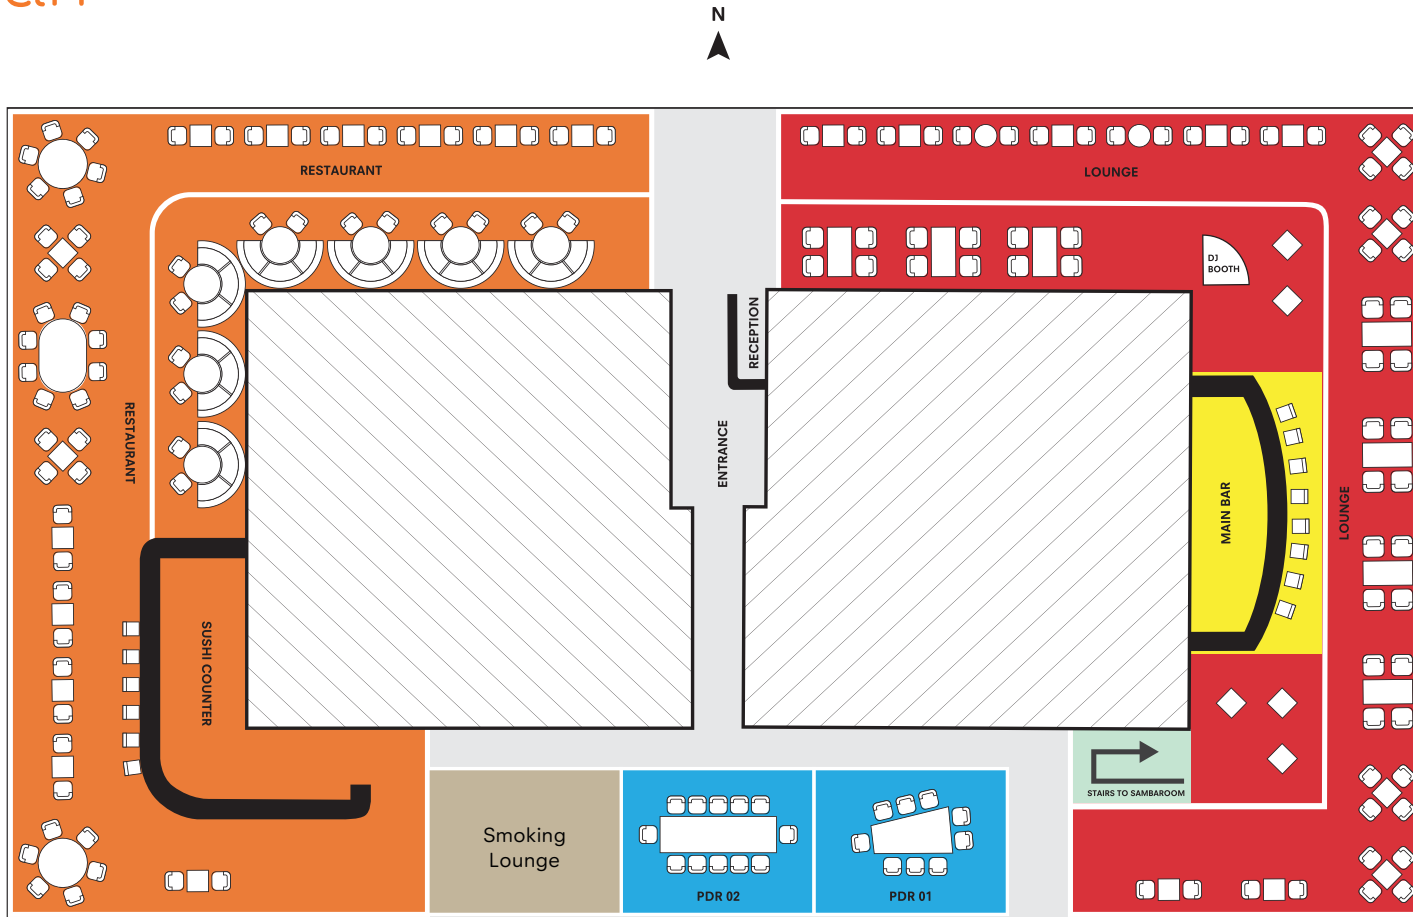 N
RESTAURANT
LOUNGE
DJ
BOOTH
RECEPTION
ENTRANCE
RESTAURANT
MAIN BAR
LOUNGE
SUSHI COUNTER
STAIRS TO SAMBAROOM
Smoking
Lounge
PDR 02
PDR 01